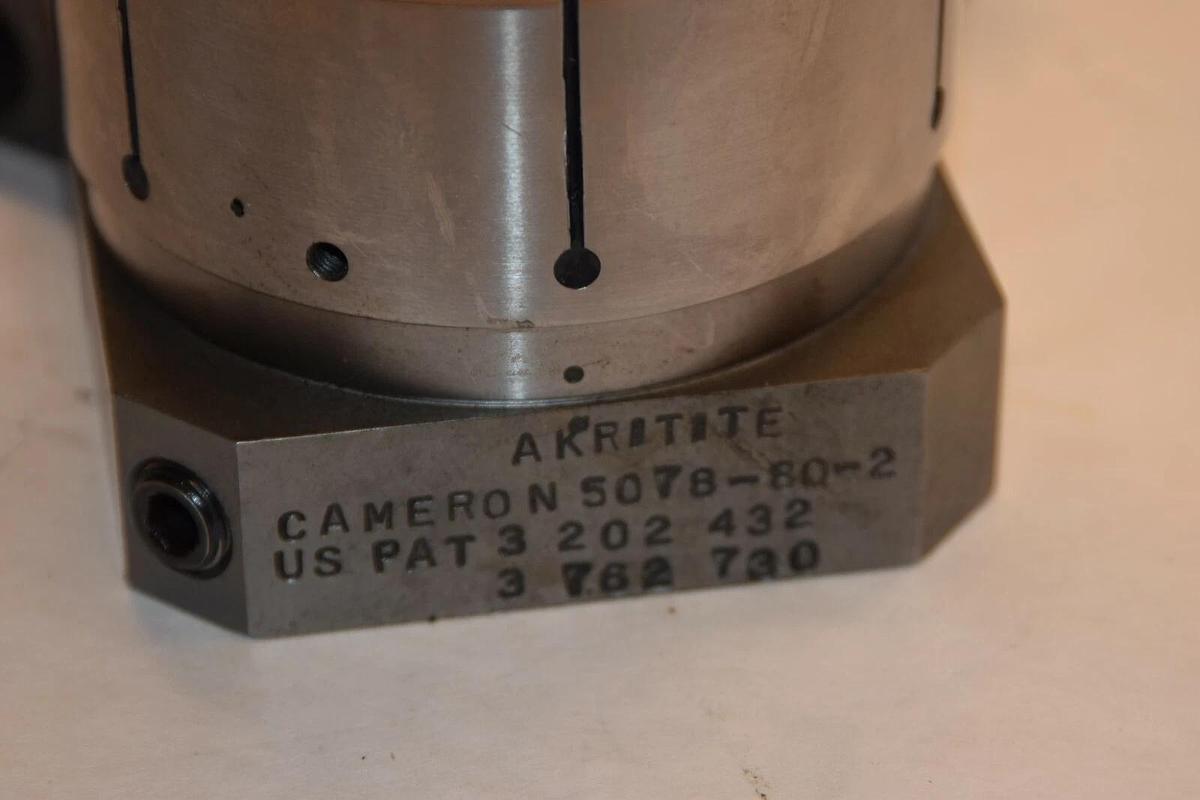 AKRITITE
CAMERON 5078-80-2
US PAT 3 202 432
3 762 730